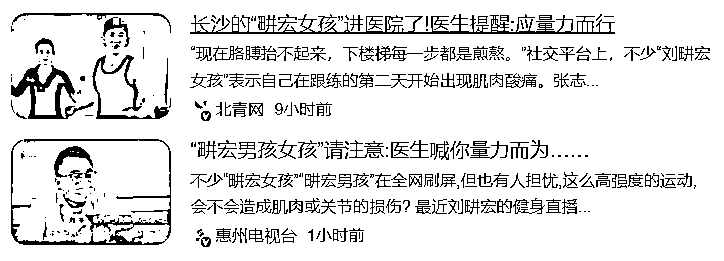 长沙的“畊宏女孩”进医院了!医生提醒:应量力而行
“现在胳膊抬不起来，下楼梯每一步都是煎熬。”社交平台上，不少“刘畊宏
女孩”表示自己在跟练的第二天开始出现肌肉酸痛。张志...
北青网 9小时前
“畊宏男孩女孩”请注意:医生喊你量力而为……
不少“畊宏女孩”“畊宏男孩”在全网刷屏,但也有人担忧,这么高强度的运动,
会不会造成肌肉或关节的损伤? 最近刘畊宏的健身直播...
惠州电视台 1小时前